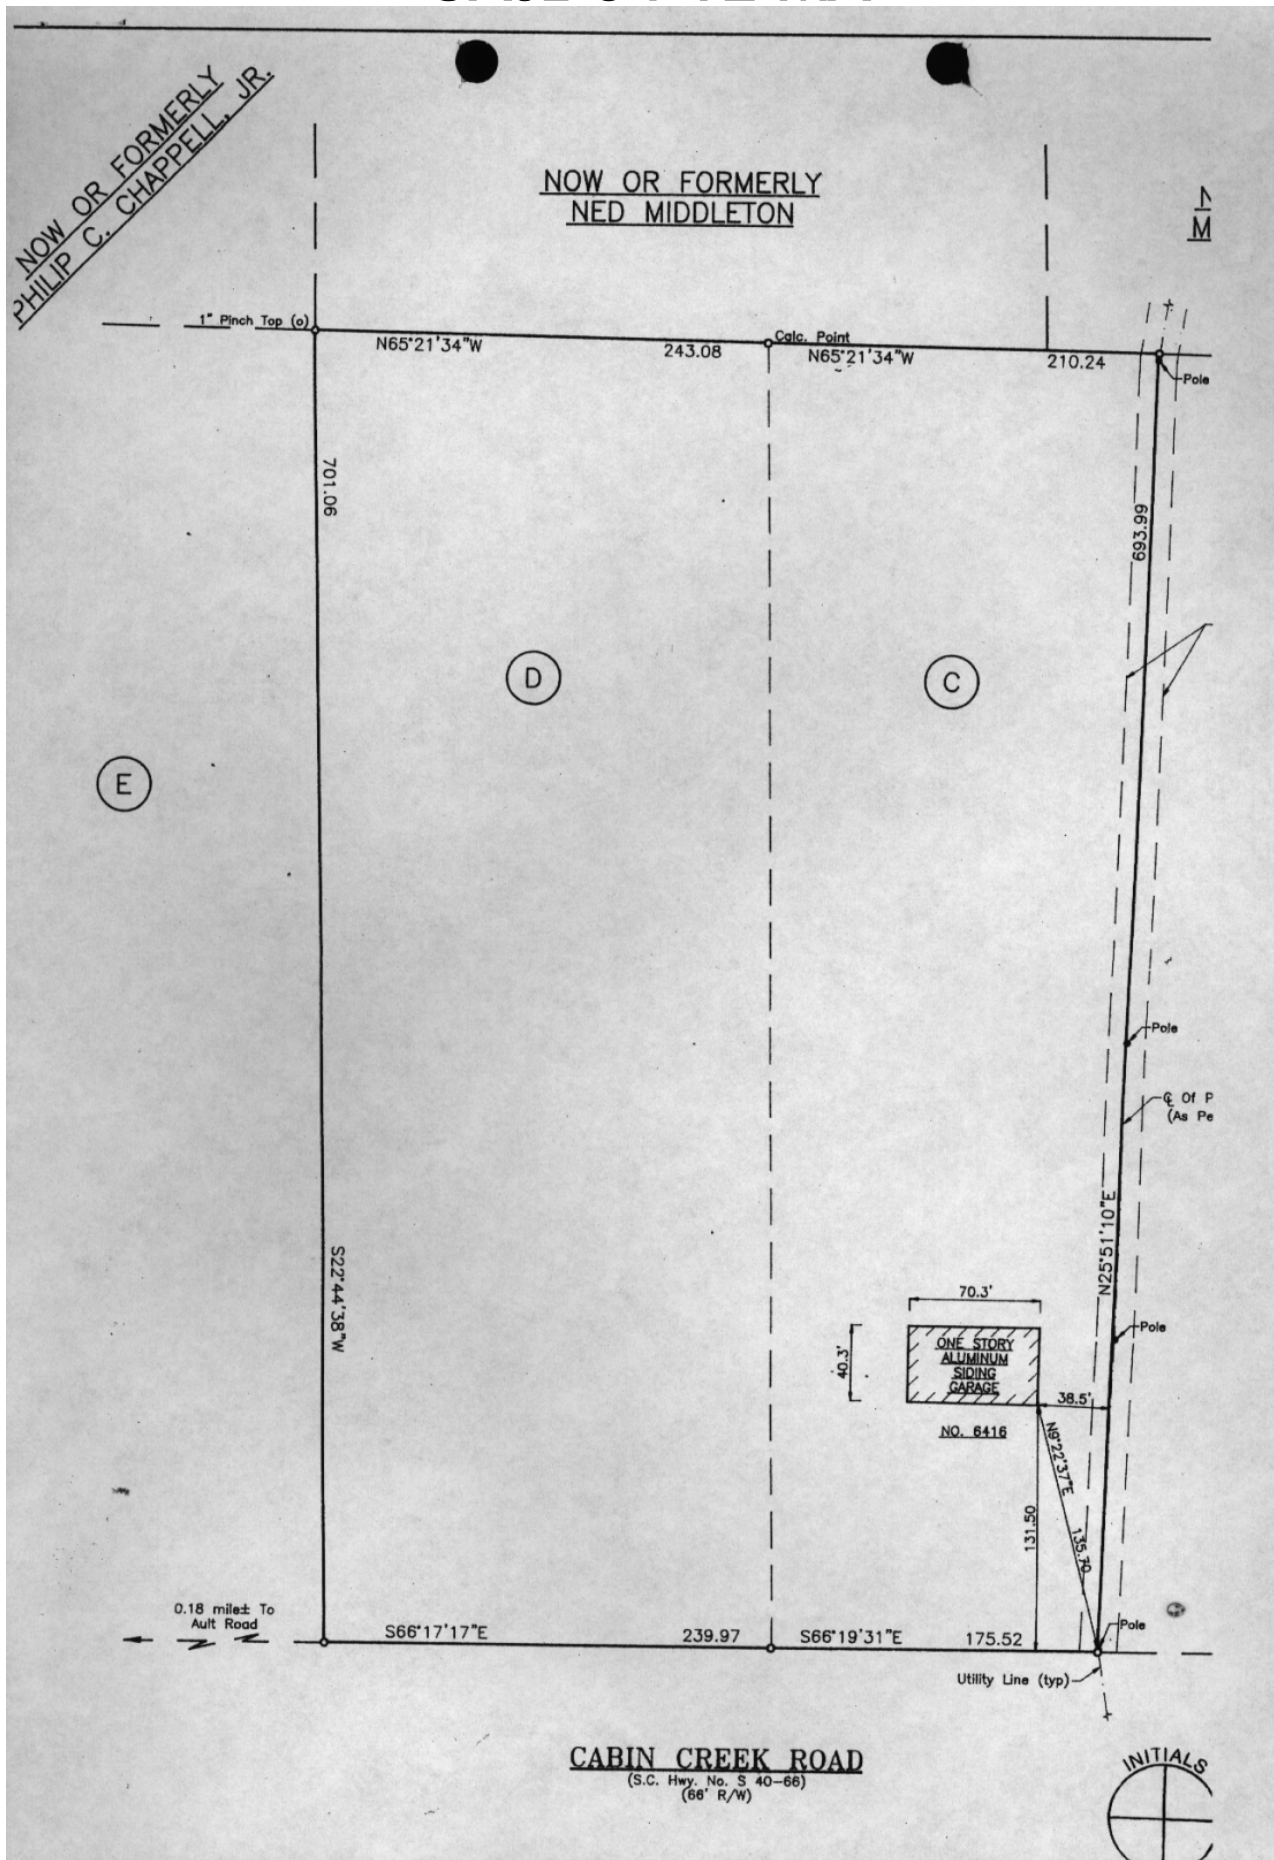 NOW OR FORMERLY
PHILIP C. CHAPPELL, JR.
NOW OR FORMERLY
NED MIDDLETON
M
1" Pinch Top (o)
N65°21'34"W
243.08
Calc. Point
N65°21'34"W
210.24
Pole
701.06
693.99
D
C
E
Pole
℄ Of P
(As Pe
N25°51'10"E
S22°44'38"W
Pole
70.3'
40.3'
ONE STORY
ALUMINUM
SIDING
GARAGE
38.5'
NO. 6416
N9°22'37"E
131.50
135.70
0.18 mile± To
Ault Road
S66°17'17"E
239.97
S66°19'31"E
175.52
Pole
Utility Line (typ)
CABIN CREEK ROAD
(S.C. Hwy. No. S 40-66)
(66' R/W)
INITIALS